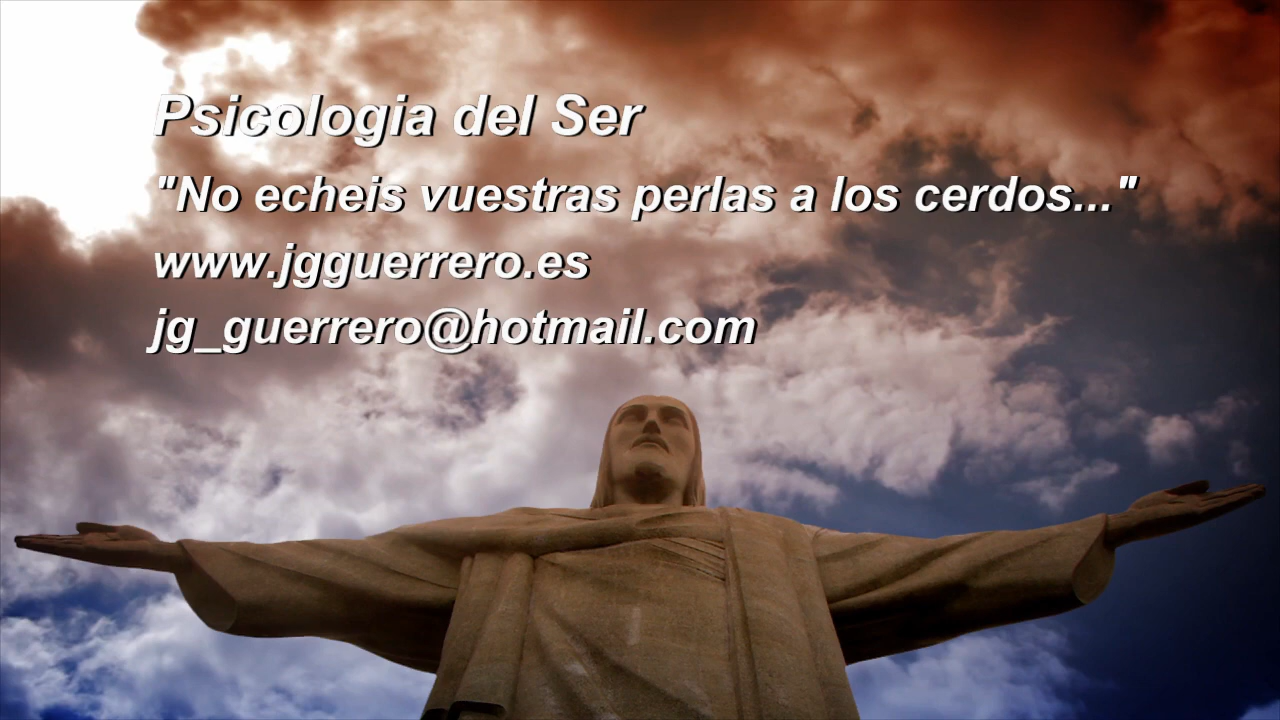 Psicologia del Ser
"No echeis vuestras perlas a los cerdos..."
www.jgguerrero.es
jg_guerrero@hotmail.com